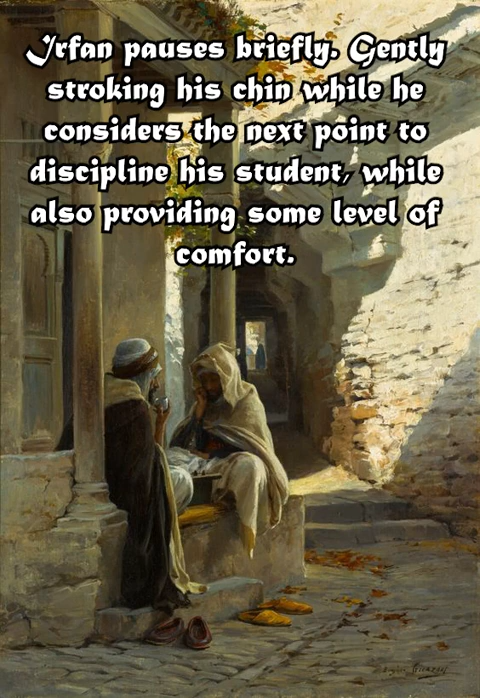 Irfan pauses briefly. Gently
stroking his chin while he
considers the next point to
discipline his student, while
also providing some level of
comfort.